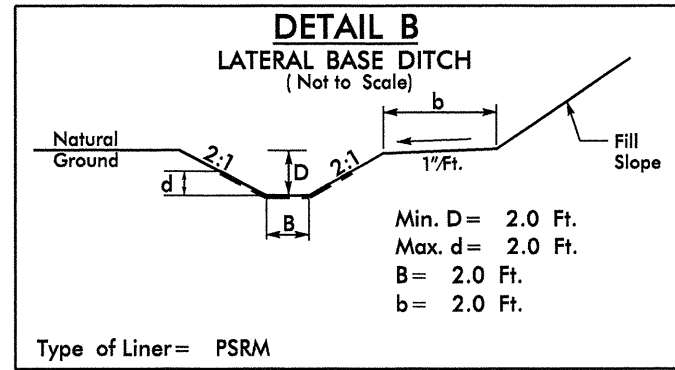 DETAIL B
LATERAL BASE DITCH
( Not to Scale)
b
Natural
Ground
2:1
D
2:1
1"/Ft.
Fill
Slope
d
B
Min. D= 2.0 Ft.
Max. d= 2.0 Ft.
B= 2.0 Ft.
b= 2.0 Ft.
Type of Liner= PSRM